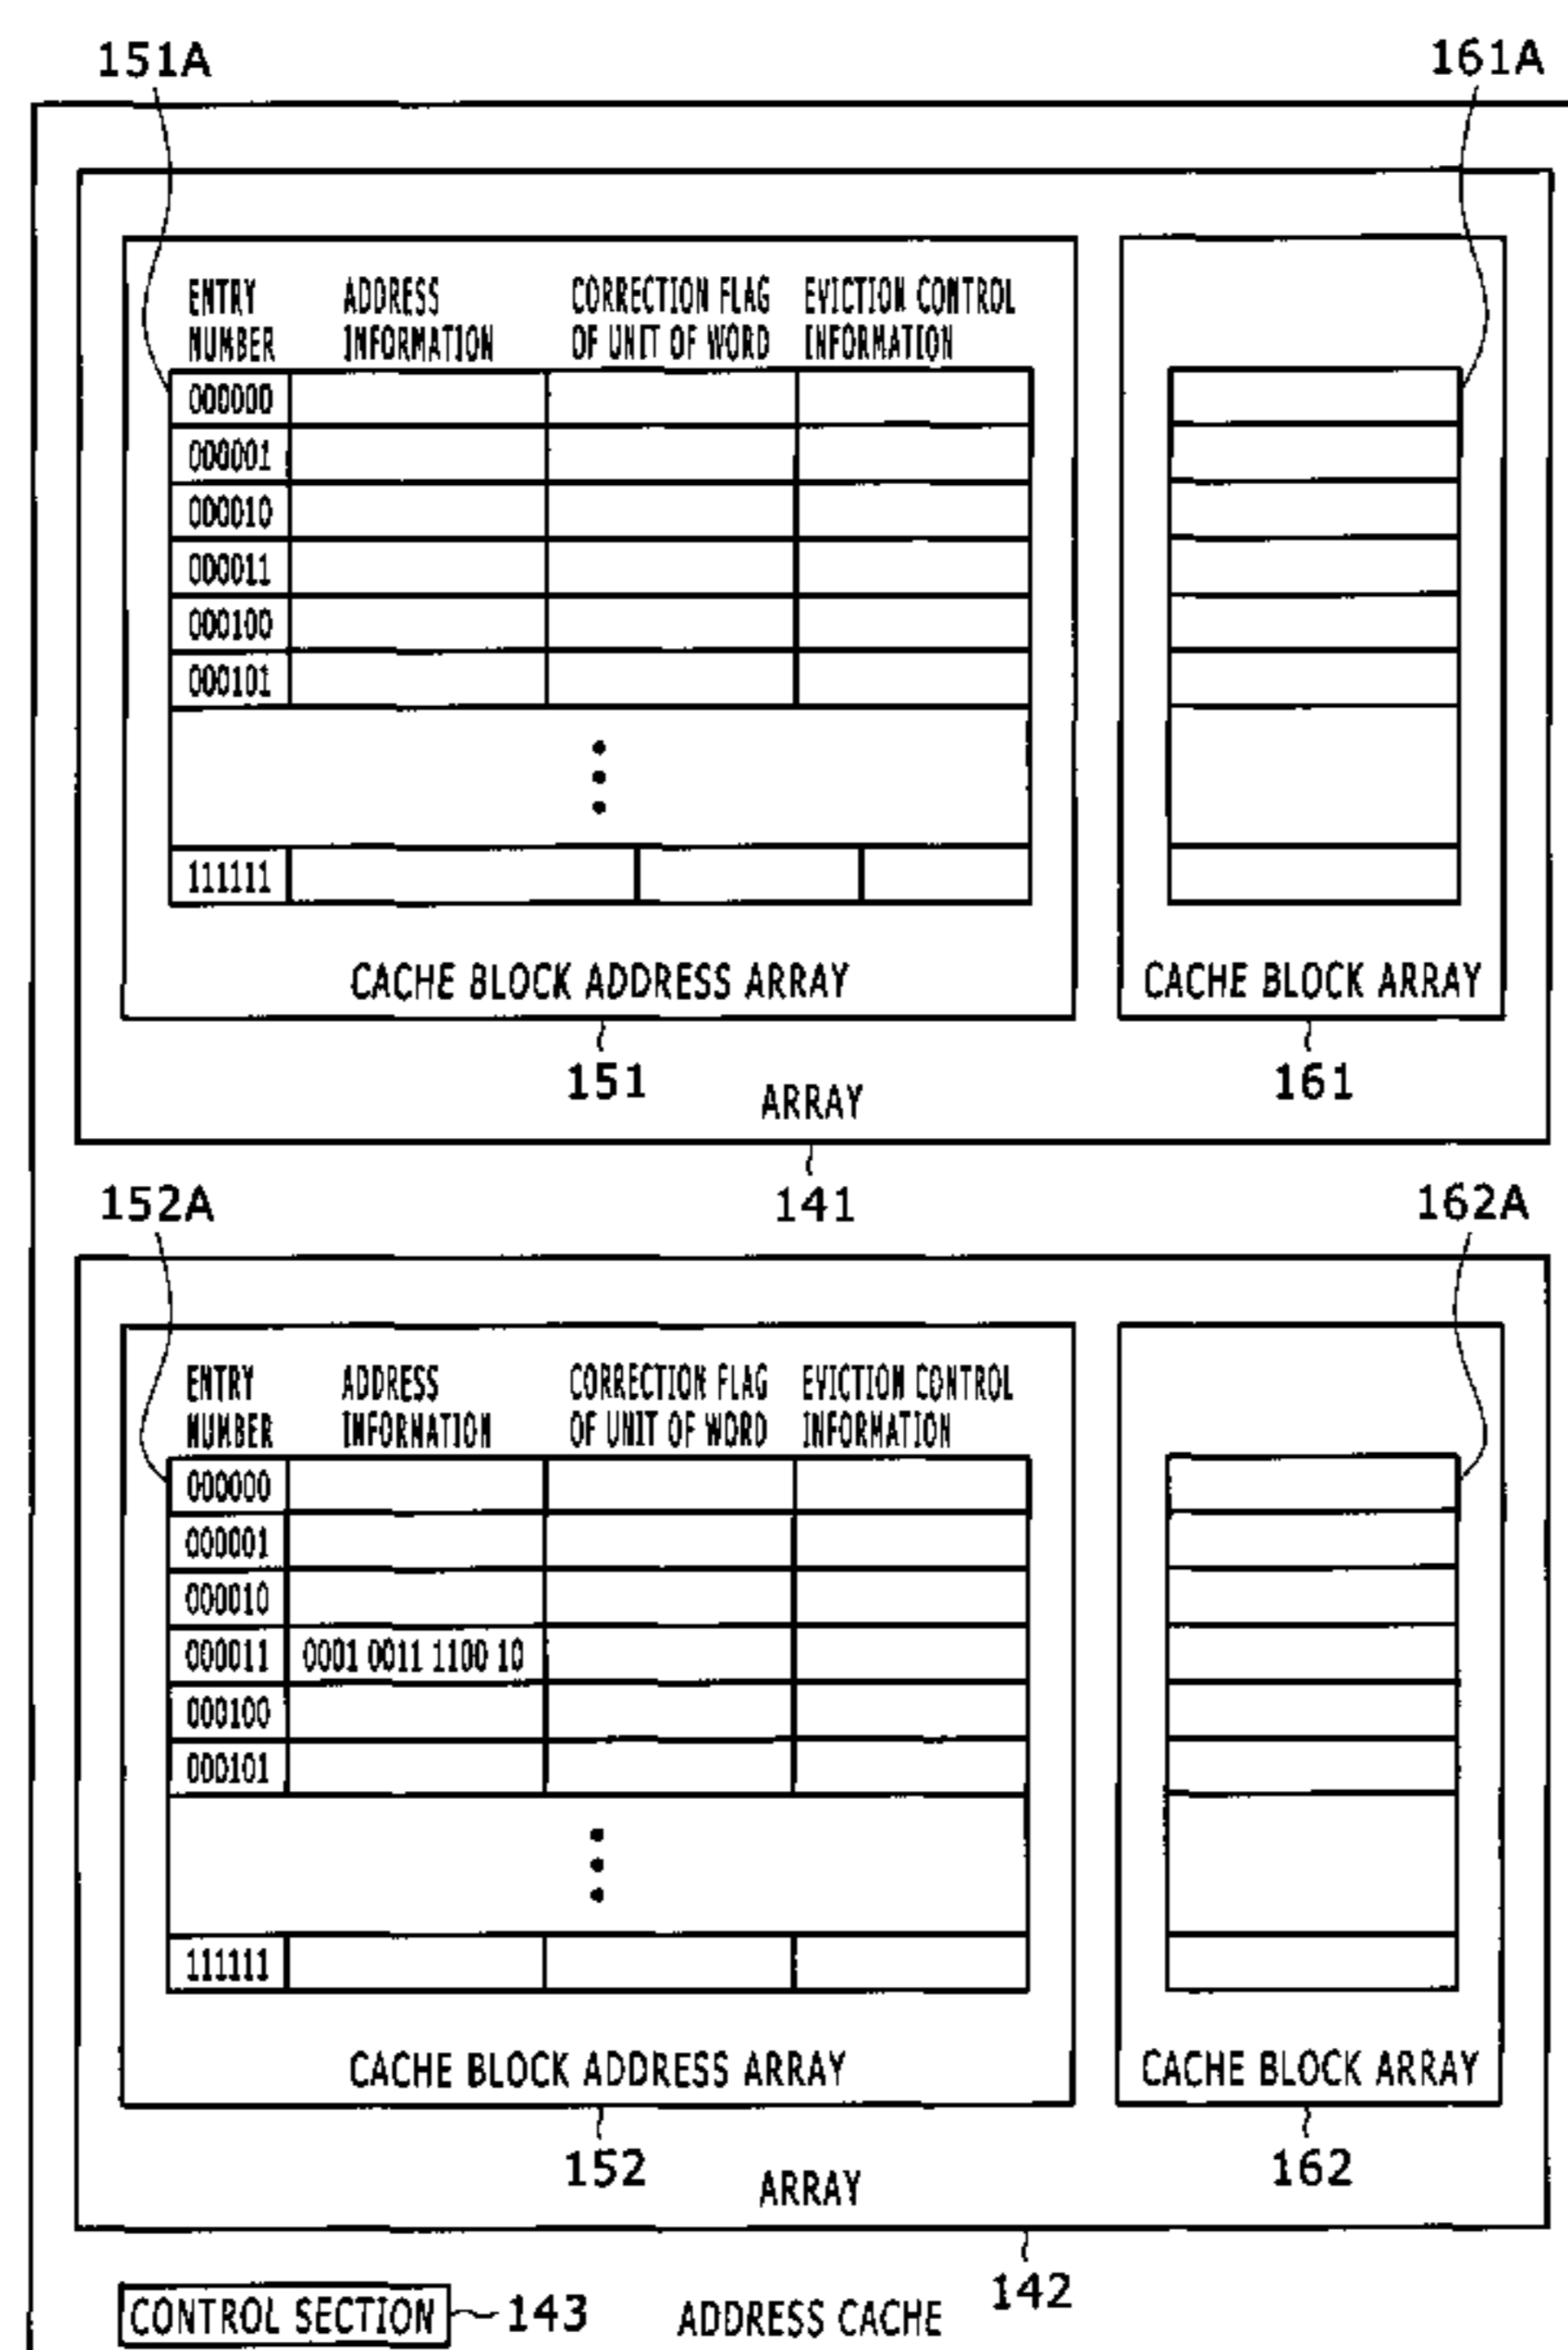 151A
161A
ENTRY NUMBER
ADDRESS INFORMATION
CORRECTION FLAG OF UNIT OF WORD
EVICTION CONTROL INFORMATION
000000
000001
000010
000011
000100
000101
111111
CACHE BLOCK ADDRESS ARRAY
CACHE BLOCK ARRAY
151
161
ARRAY
141
152A
162A
ENTRY NUMBER
ADDRESS INFORMATION
CORRECTION FLAG OF UNIT OF WORD
EVICTION CONTROL INFORMATION
000000
000001
000010
000011 0001 0011 1100 10
000100
000101
111111
CACHE BLOCK ADDRESS ARRAY
CACHE BLOCK ARRAY
152
162
ARRAY
142
CONTROL SECTION 143
ADDRESS CACHE